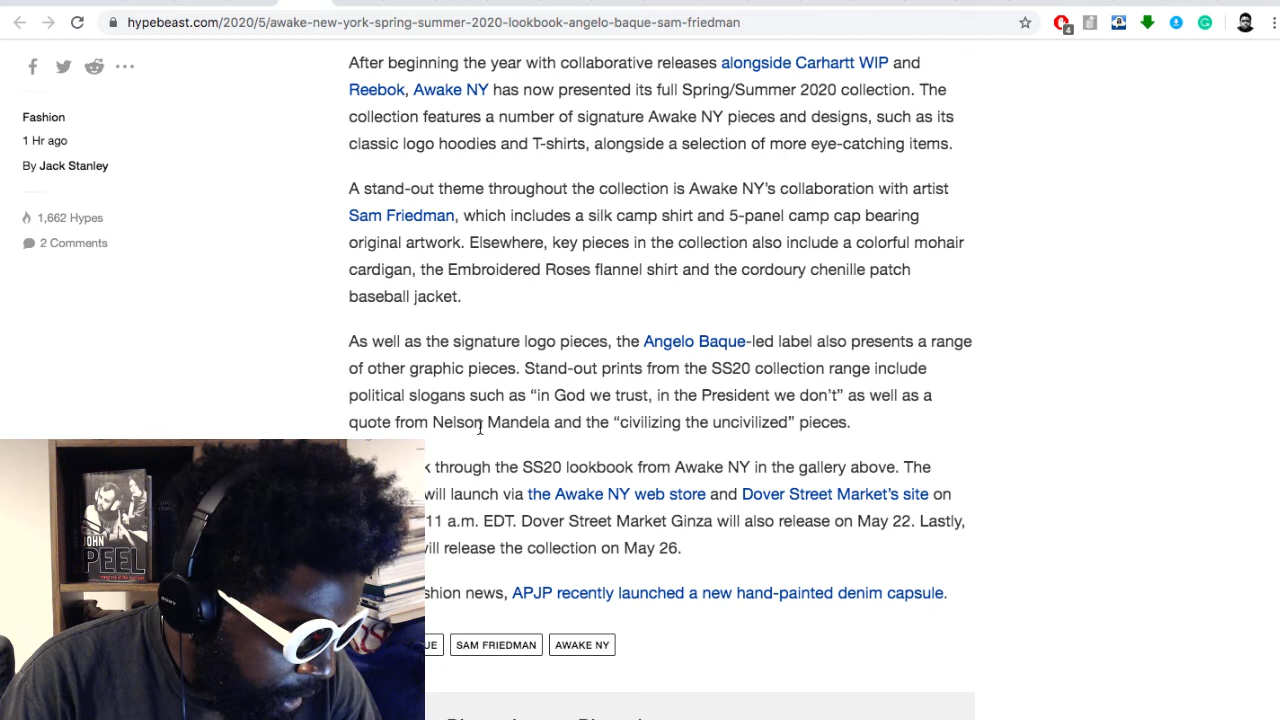 hypebeast.com/2020/5/awake-new-york-spring-summer-2020-lookbook-angelo-baque-sam-friedman
4
Fashion
1 Hr ago
By Jack Stanley
1,662 Hypes
2 Comments
After beginning the year with collaborative releases alongside Carhartt WIP and
Reebok, Awake NY has now presented its full Spring/Summer 2020 collection. The
collection features a number of signature Awake NY pieces and designs, such as its
classic logo hoodies and T-shirts, alongside a selection of more eye-catching items.
A stand-out theme throughout the collection is Awake NY’s collaboration with artist
Sam Friedman, which includes a silk camp shirt and 5-panel camp cap bearing
original artwork. Elsewhere, key pieces in the collection also include a colorful mohair
cardigan, the Embroidered Roses flannel shirt and the cordoury chenille patch
baseball jacket.
As well as the signature logo pieces, the Angelo Baque-led label also presents a range
of other graphic pieces. Stand-out prints from the SS20 collection range include
political slogans such as “in God we trust, in the President we don’t” as well as a
quote from Nelson Mandela and the “civilizing the uncivilized” pieces.
k through the SS20 lookbook from Awake NY in the gallery above. The
will launch via the Awake NY web store and Dover Street Market’s site on
11 a.m. EDT. Dover Street Market Ginza will also release on May 22. Lastly,
will release the collection on May 26.
shion news, APJP recently launched a new hand-painted denim capsule.
UE
SAM FRIEDMAN
AWAKE NY
JOHN
PEEL
SONY